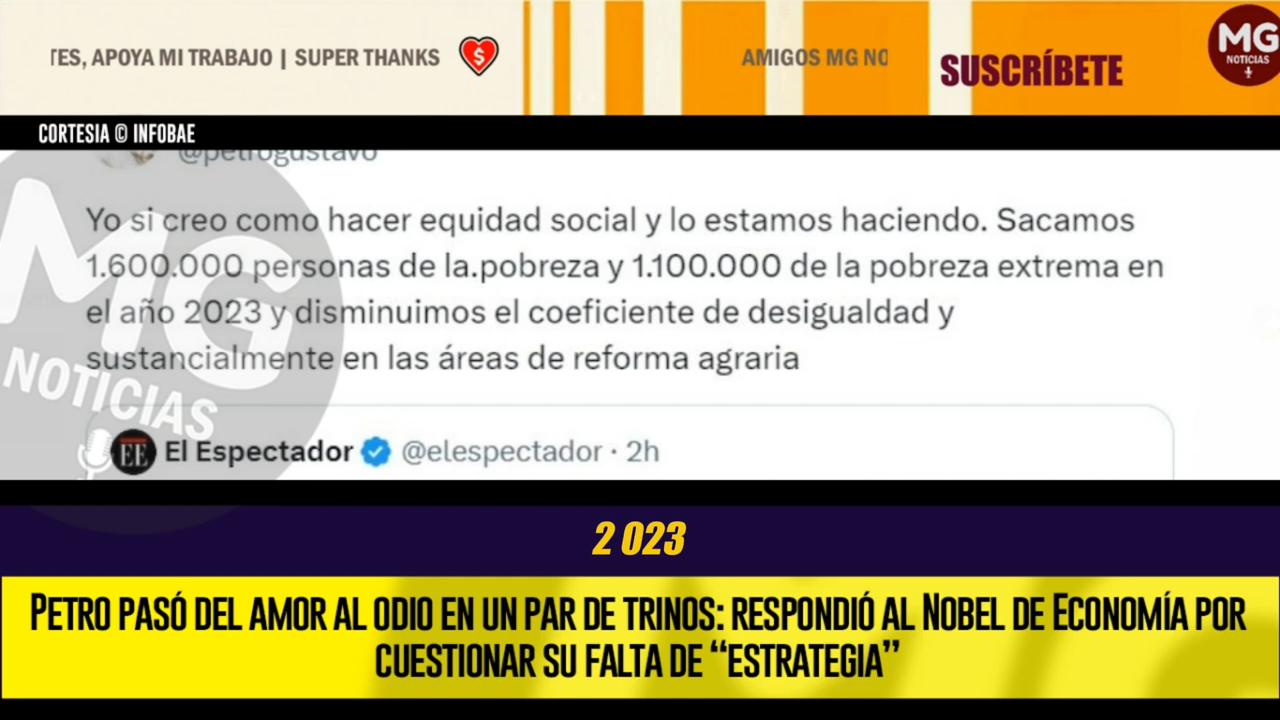 TES, APOYA MI TRABAJO | SUPER THANKS
AMIGOS MG NO
SUSCRÍBETE
MG
NOTICIAS
CORTESIA © INFOBAE
@petrogustavo
Yo si creo como hacer equidad social y lo estamos haciendo. Sacamos
1.600.000 personas de la.pobreza y 1.100.000 de la pobreza extrema en
el año 2023 y disminuimos el coeficiente de desigualdad y
sustancialmente en las áreas de reforma agraria
MG
NOTICIAS
EE El Espectador @elespectador · 2h
2 023
PETRO PASÓ DEL AMOR AL ODIO EN UN PAR DE TRINOS: RESPONDIÓ AL NOBEL DE ECONOMÍA POR
CUESTIONAR SU FALTA DE “ESTRATEGIA”